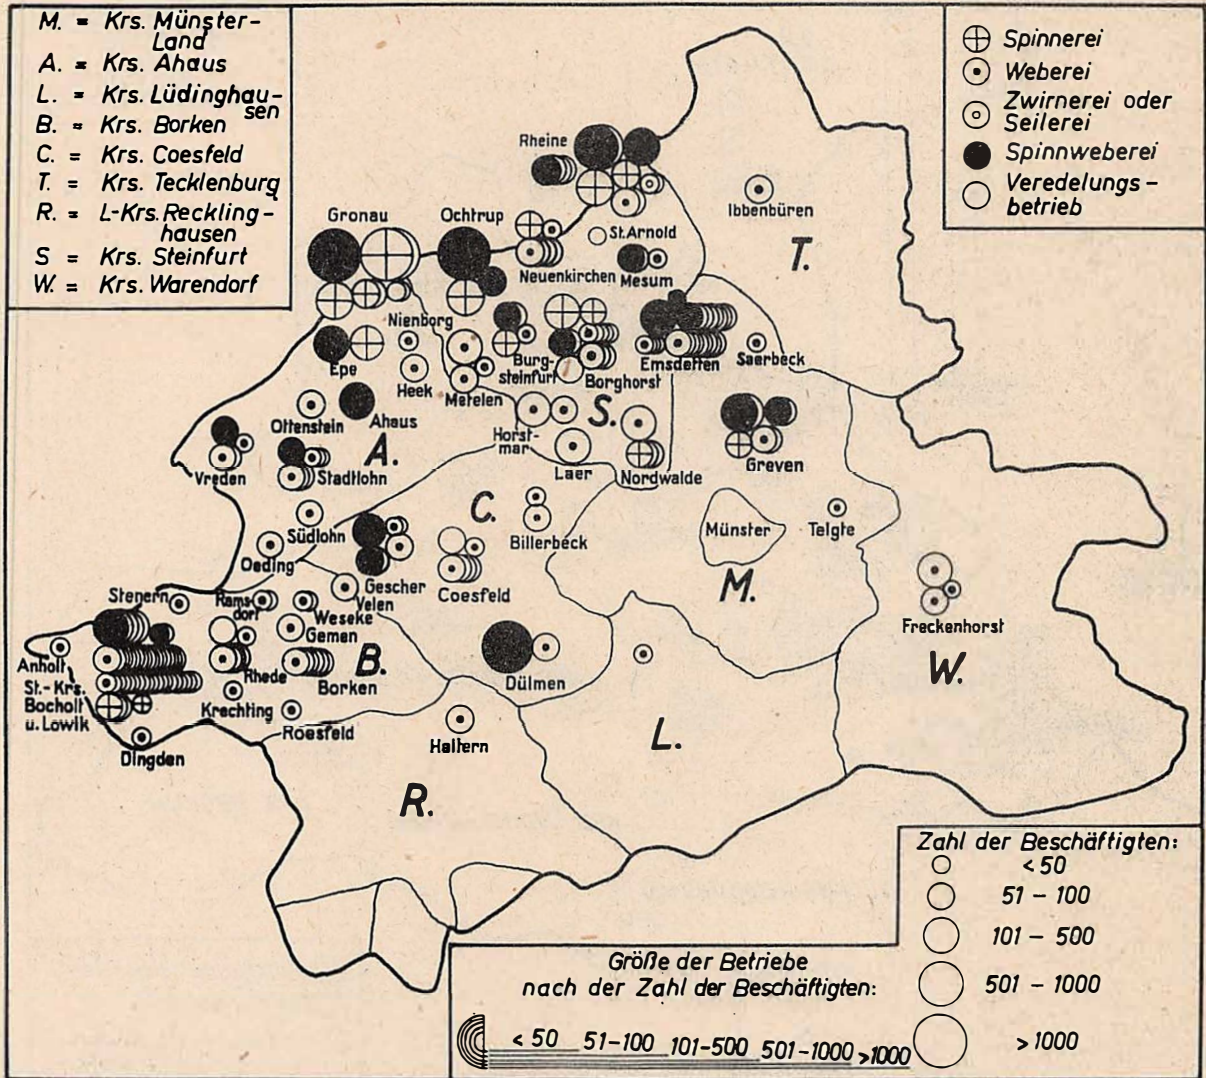 M. = Krs. Münster-
Land
A. = Krs. Ahaus
L. = Krs. Lüdinghau-
sen
B. = Krs. Borken
C. = Krs. Coesfeld
T. = Krs. Tecklenburg
R. = L-Krs. Reckling-
hausen
S = Krs. Steinfurt
W. = Krs. Warendorf
Spinnerei
Weberei
Zwirnerei oder
Seilerei
Spinnweberei
Veredelungs-
betrieb
Rheine
Ibbenbüren
T.
Gronau
Ochtrup
St. Arnold
Neuenkirchen
Mesum
Nienborg
Epe
Heek
Metelen
Burg-
steinfurt
Borghorst
Emsdetten
Saerbeck
Ottenstein
Ahaus
A.
Horst-
mar
S.
Laer
Nordwalde
Greven
Vreden
Stadtlohn
Südlohn
Oeding
C.
Billerbeck
Münster
Telgte
Gescher
Coesfeld
M.
Velen
Stenern
Rams-
dorf
Weseke
Gemen
Freckenhorst
Anholt
St.-Krs.
Bocholt
u. Lowik
Rhede
Borken
B.
Dülmen
W.
Krechting
Roesfeld
Dingden
Haltern
L.
R.
Zahl der Beschäftigten:
< 50
51 – 100
101 – 500
501 – 1000
> 1000
Größe der Betriebe
nach der Zahl der Beschäftigten:
< 50 51-100 101-500 501-1000 >1000